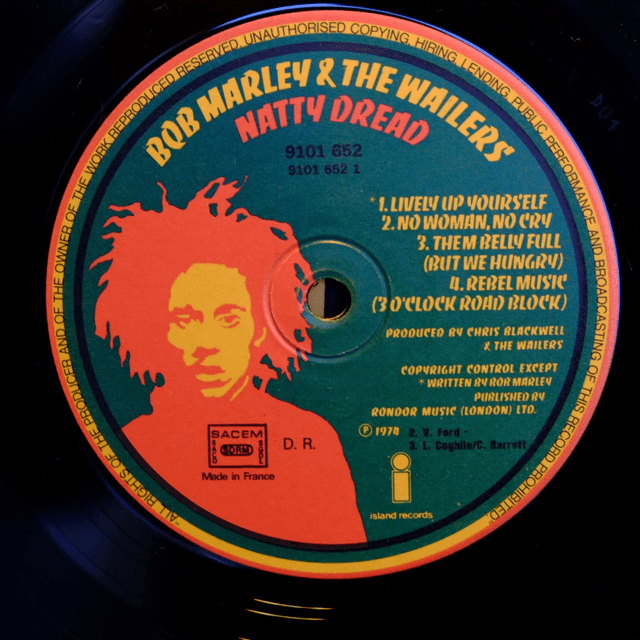 "ALL RIGHTS OF THE PRODUCER AND OF THE OWNER OF THE WORK REPRODUCED RESERVED. UNAUTHORISED COPYING, HIRING, LENDING, PUBLIC PERFORMANCE AND BROADCASTING OF THIS RECORD PROHIBITED"
BOB MARLEY & THE WAILERS
NATTY DREAD
9101 652
9101 652 1
* 1. LIVELY UP YOURSELF
2. NO WOMAN, NO CRY
3. THEM BELLY FULL
(BUT WE HUNGRY)
4. REBEL MUSIC
(3 O'CLOCK ROAD BLOCK)
PRODUCED BY CHRIS BLACKWELL
& THE WAILERS
COPYRIGHT CONTROL EXCEPT
* WRITTEN BY BOB MARLEY
PUBLISHED BY
RONDOR MUSIC (LONDON) LTD.
℗ 1974 2. V. Ford -
3. L. Coghile/C. Barrett
SACEM
SACD SDRM SGDL
D. R.
Made in France
island records